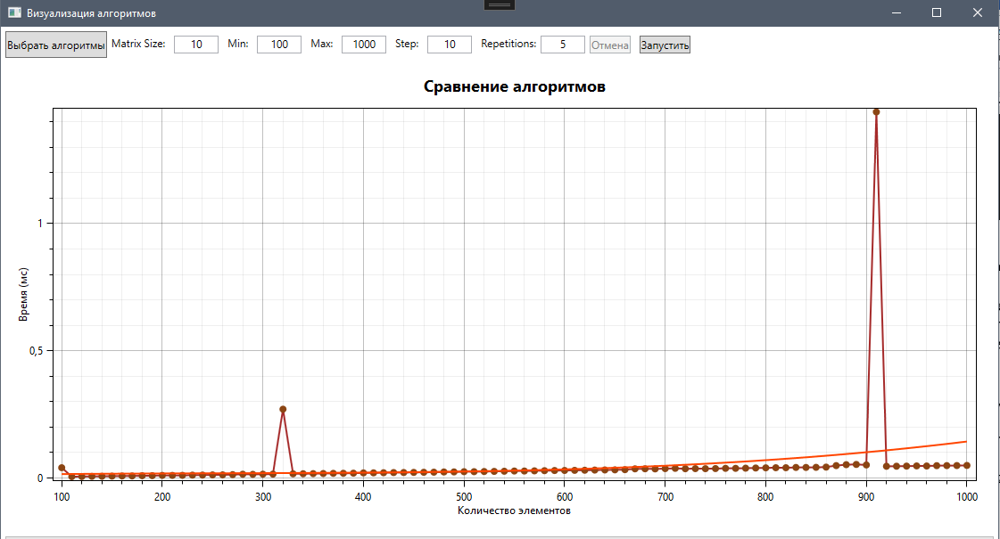 Визуализация алгоритмов
Выбрать алгоритмы Matrix Size: 10 Min: 100 Max: 1000 Step: 10 Repetitions: 5 Отмена Запустить
Сравнение алгоритмов
1
0,5
0
Время (мс)
100 200 300 400 500 600 700 800 900 1000
Количество элементов